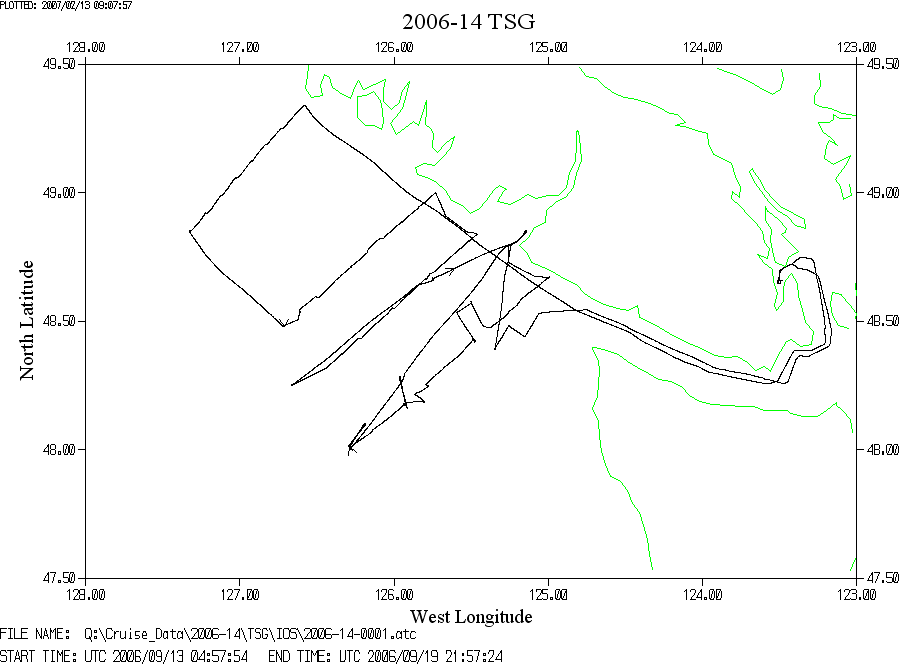 PLOTTED: 2007/02/13 09:07:57
2006-14 TSG
128.00 127.00 126.00 125.00 124.00 123.00
49.50 49.50
49.00 49.00
48.50 48.50
48.00 48.00
47.50 47.50
North Latitude
128.00 127.00 126.00 125.00 124.00 123.00
West Longitude
FILE NAME: Q:\Cruise_Data\2006-14\TSG\IOS\2006-14-0001.atc
START TIME: UTC 2006/09/13 04:57:54 END TIME: UTC 2006/09/19 21:57:24